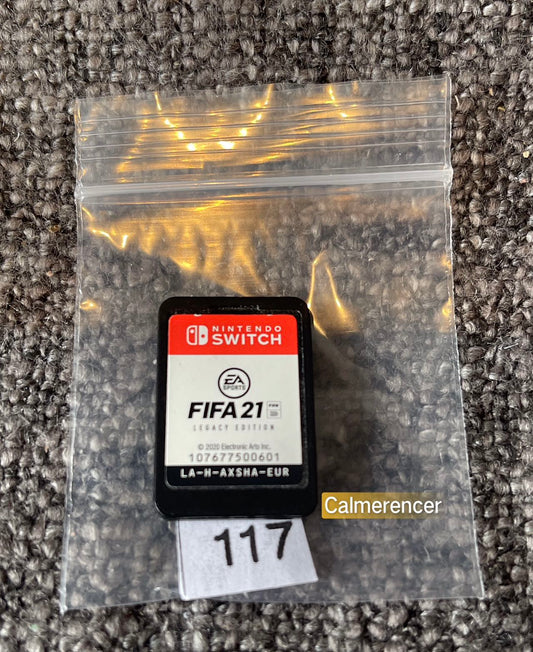 NINTENDO
SWITCH
EA
SPORTS
FIFA 21
LEGACY EDITION
© 2020 Electronic Arts Inc.
107677500601
LA-H-AXSHA-EUR
Calmerencer
117